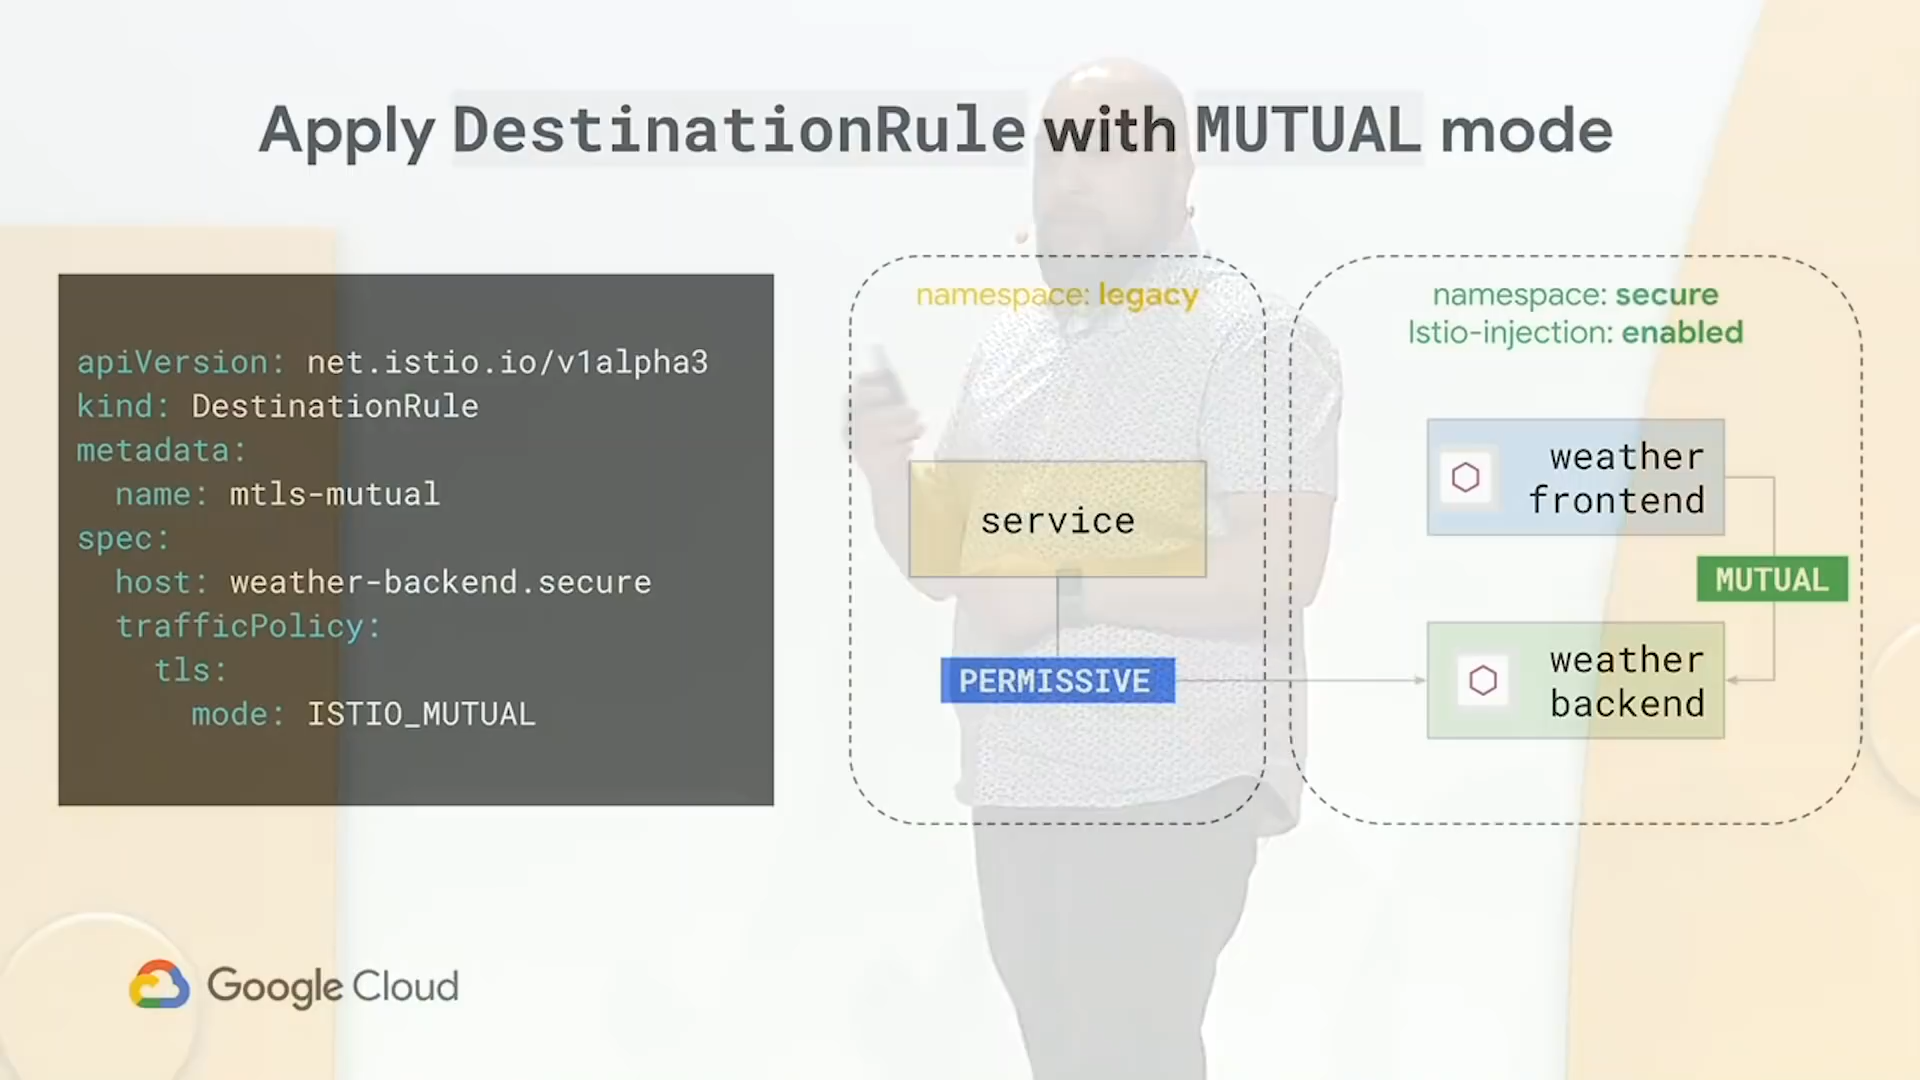 Apply DestinationRule with MUTUAL mode
apiVersion: net.istio.io/v1alpha3
kind: DestinationRule
metadata:
  name: mtls-mutual
spec:
  host: weather-backend.secure
  trafficPolicy:
    tls:
      mode: ISTIO_MUTUAL
namespace: legacy
service
PERMISSIVE
namespace: secure
Istio-injection: enabled
weather
frontend
MUTUAL
weather
backend
Google Cloud